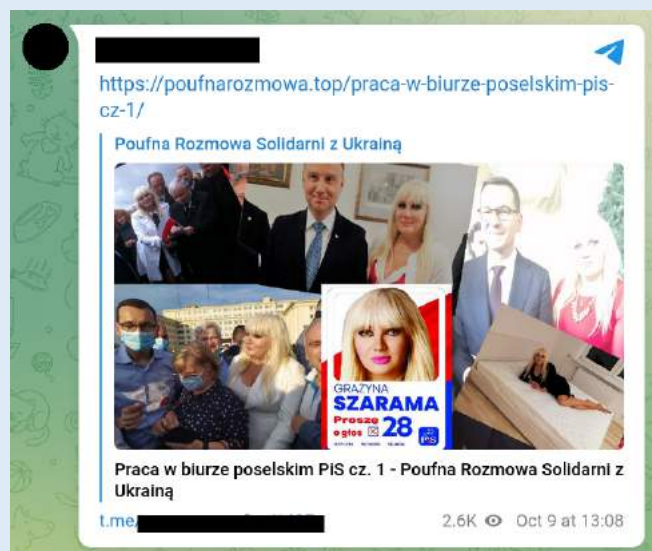 https://poufnarozmowa.top/praca-w-biurze-poselskim-pis-
cz-1/
Poufna Rozmowa Solidarni z Ukrainą
GRAŻYNA
SZARAMA
Proszę
o głos 28
PiS
Praca w biurze poselskim PiS cz. 1 - Poufna Rozmowa Solidarni z
Ukrainą
t.me/
2.6K Oct 9 at 13:08